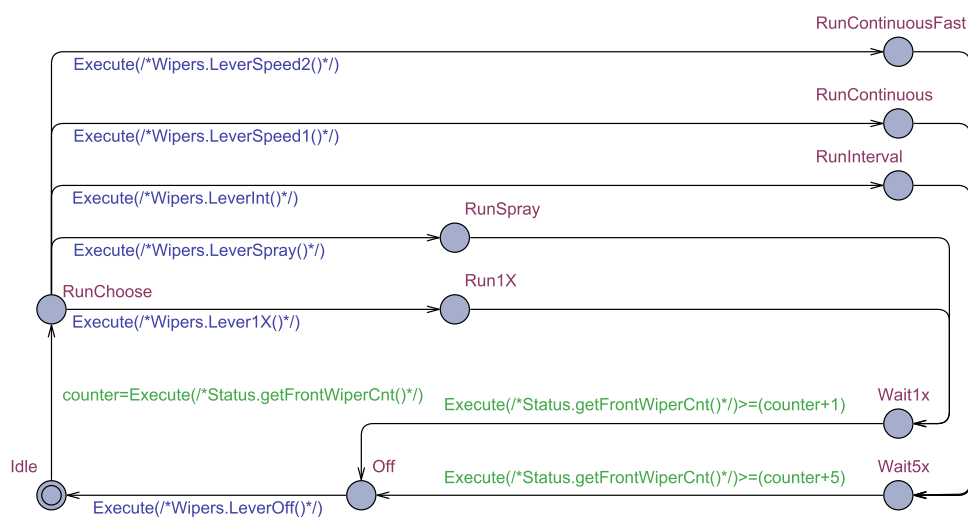 RunContinuousFast
Execute(/*Wipers.LeverSpeed2()*/)
RunContinuous
Execute(/*Wipers.LeverSpeed1()*/)
RunInterval
Execute(/*Wipers.LeverInt()*/)
RunSpray
Execute(/*Wipers.LeverSpray()*/)
RunChoose
Run1X
Execute(/*Wipers.Lever1X()*/)
counter=Execute(/*Status.getFrontWiperCnt()*/)
Execute(/*Status.getFrontWiperCnt()*/)>=(counter+1)
Wait1x
Idle
Off
Execute(/*Status.getFrontWiperCnt()*/)>=(counter+5)
Wait5x
Execute(/*Wipers.LeverOff()*/)